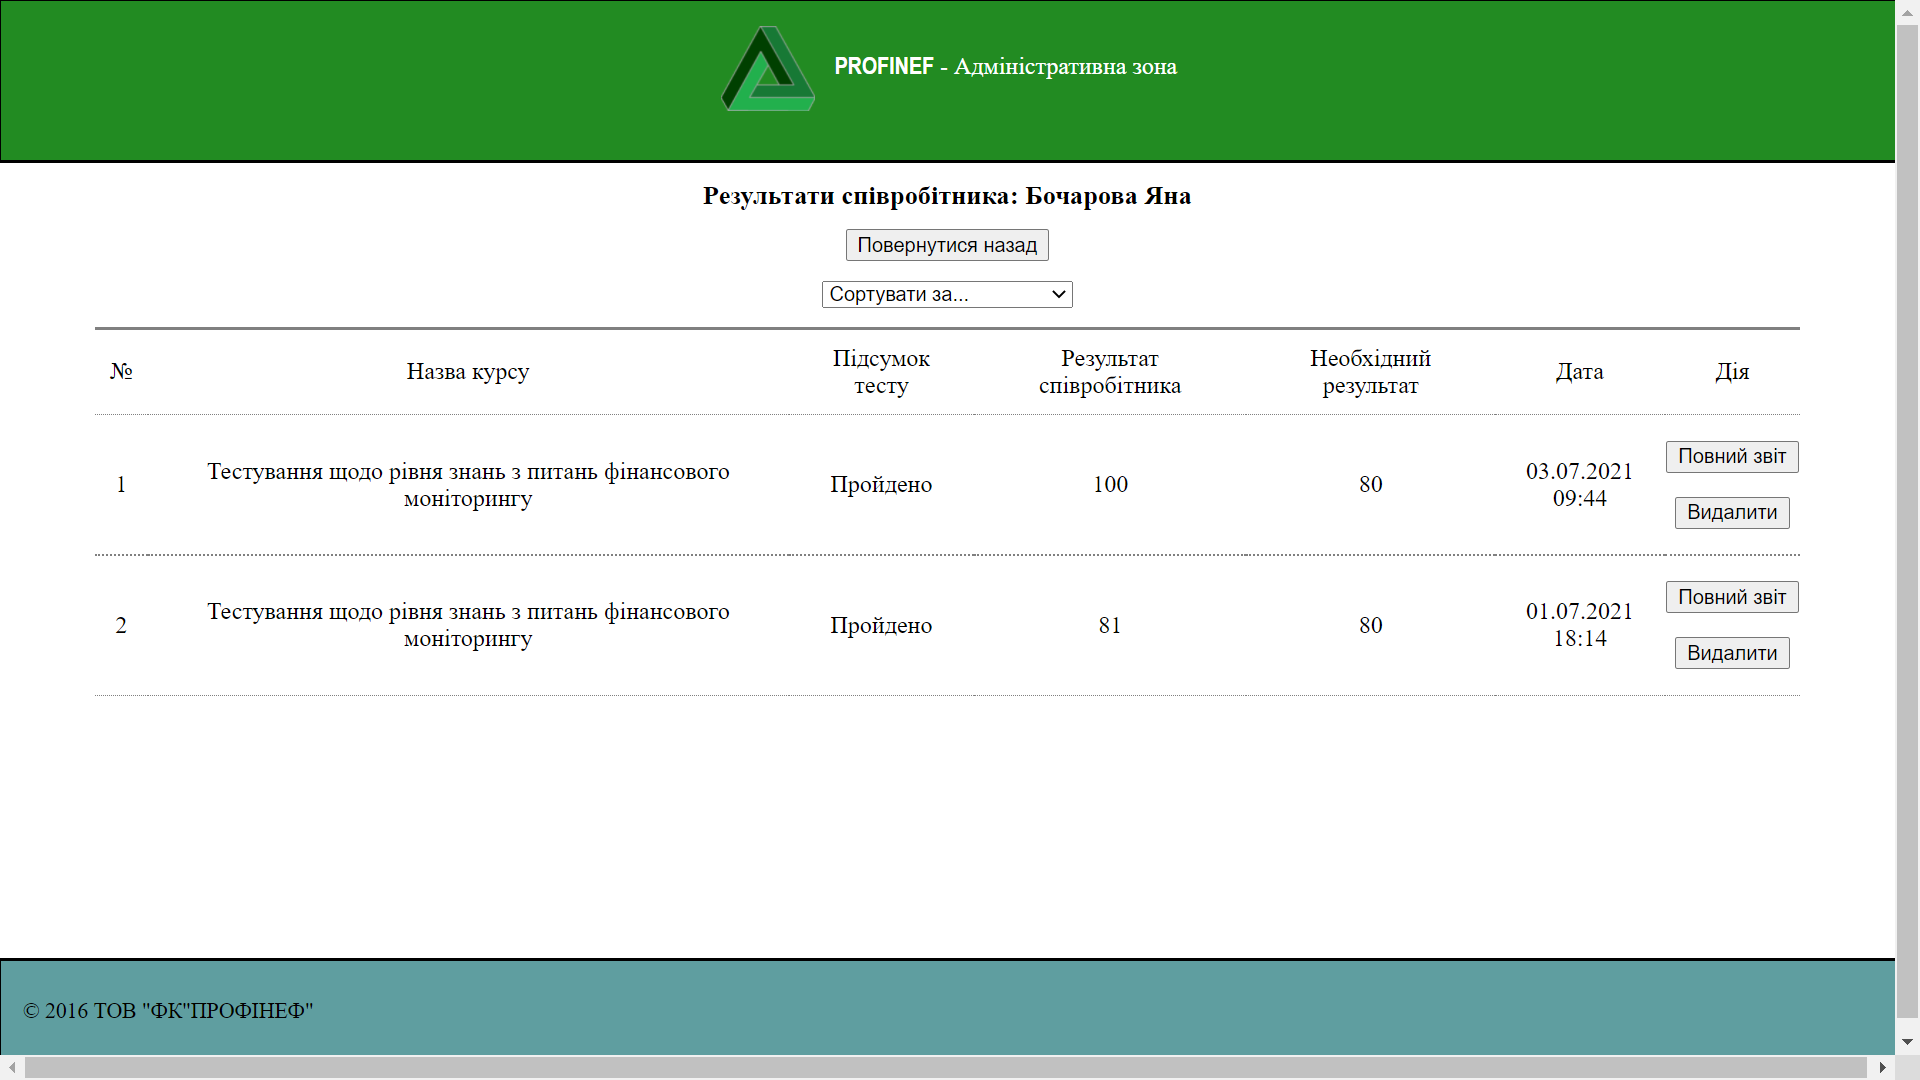 PROFINEF - Адміністративна зона
Результати співробітника: Бочарова Яна
Повернутися назад
Сортувати за...
№ Назва курсу Підсумок тесту Результат співробітника Необхідний результат Дата Дія
1 Тестування щодо рівня знань з питань фінансового моніторингу Пройдено 100 80 03.07.2021 09:44 Повний звіт Видалити
2 Тестування щодо рівня знань з питань фінансового моніторингу Пройдено 81 80 01.07.2021 18:14 Повний звіт Видалити
© 2016 ТОВ "ФК"ПРОФІНЕФ"